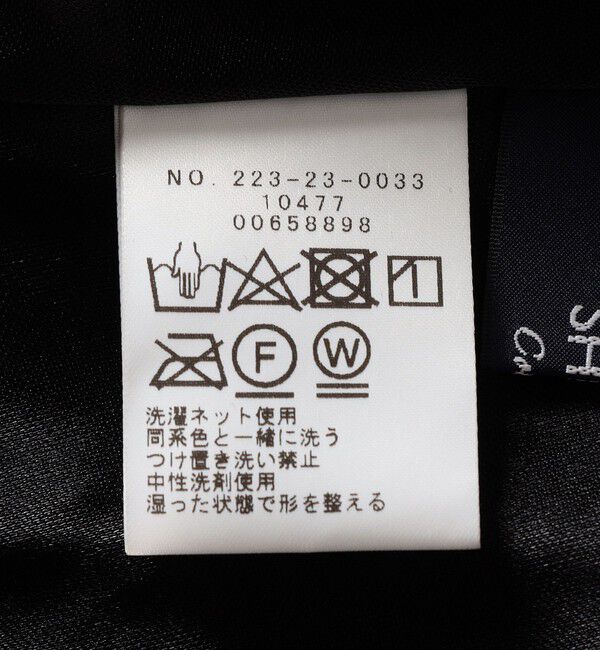 NO. 223-23-0033
10477
00658898
F
W
洗濯ネット使用
同系色と一緒に洗う
つけ置き洗い禁止
中性洗剤使用
湿った状態で形を整える
SH